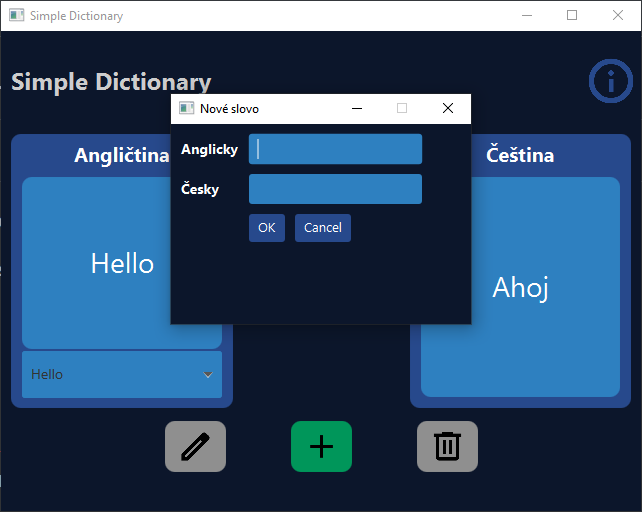 Simple Dictionary
Simple Dictionary
Nové slovo
Anglicky
Česky
OK Cancel
Angličtina
Hello
Hello
Čeština
Ahoj